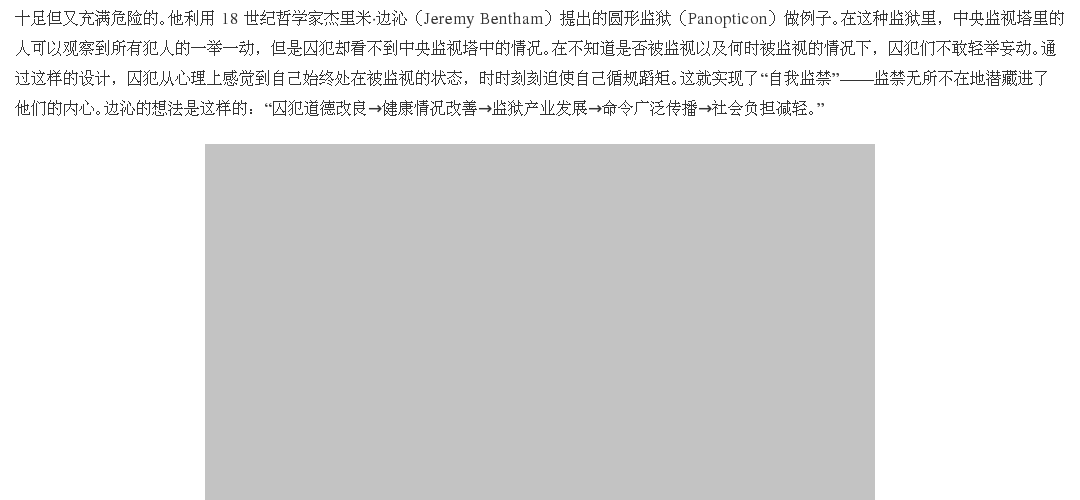 十足但又充满危险的。他利用 18 世纪哲学家杰里米·边沁（Jeremy Bentham）提出的圆形监狱（Panopticon）做例子。在这种监狱里，中央监视塔里的
人可以观察到所有犯人的一举一动，但是囚犯却看不到中央监视塔中的情况。在不知道是否被监视以及何时被监视的情况下，囚犯们不敢轻举妄动。通
过这样的设计，囚犯从心理上感觉到自己始终处在被监视的状态，时时刻刻迫使自己循规蹈矩。这就实现了“自我监禁”——监禁无所不在地潜藏进了
他们的内心。边沁的想法是这样的：“囚犯道德改良→健康情况改善→监狱产业发展→命令广泛传播→社会负担减轻。”